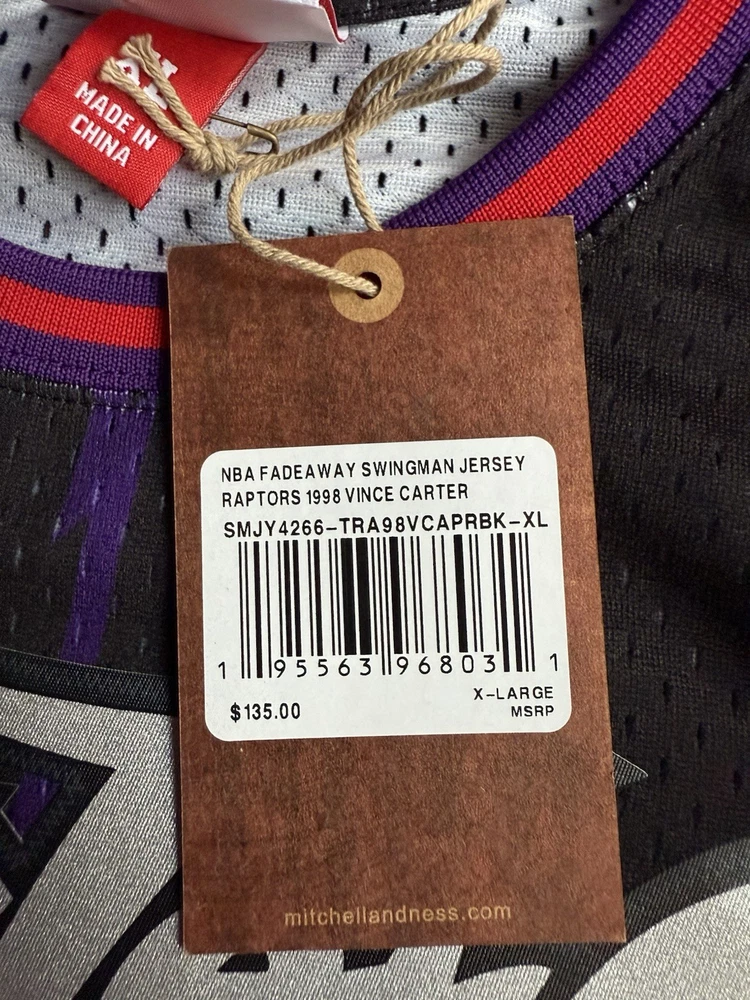 MADE IN
CHINA
NBA FADEAWAY SWINGMAN JERSEY
RAPTORS 1998 VINCE CARTER
SMJY4266-TRA98VCAPRBK-XL
1 95563 96803 1
$135.00
X-LARGE
MSRP
mitchellandness.com